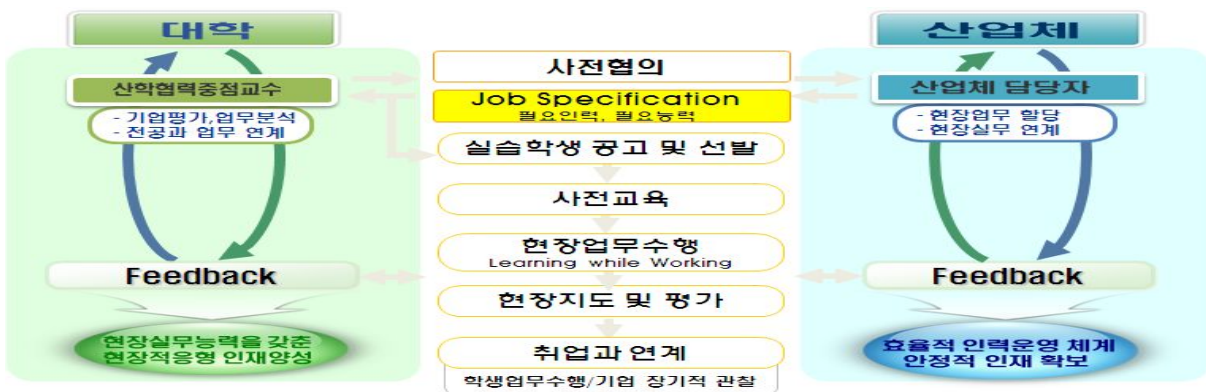 대학
산학협력중점교수
- 기업평가,업무분석
- 전공과 업무 연계
Feedback
현장실무능력을 갖춘
현장적응형 인재양성
사전협의
Job Specification
필요인력, 필요능력
실습학생 공고 및 선발
사전교육
현장업무수행
Learning while Working
현장지도 및 평가
취업과 연계
학생업무수행/기업 장기적 관찰
산업체
산업체 담당자
- 현장업무 할당
- 현장실무 연계
Feedback
효율적 인력운영 체계
안정적 인재 확보